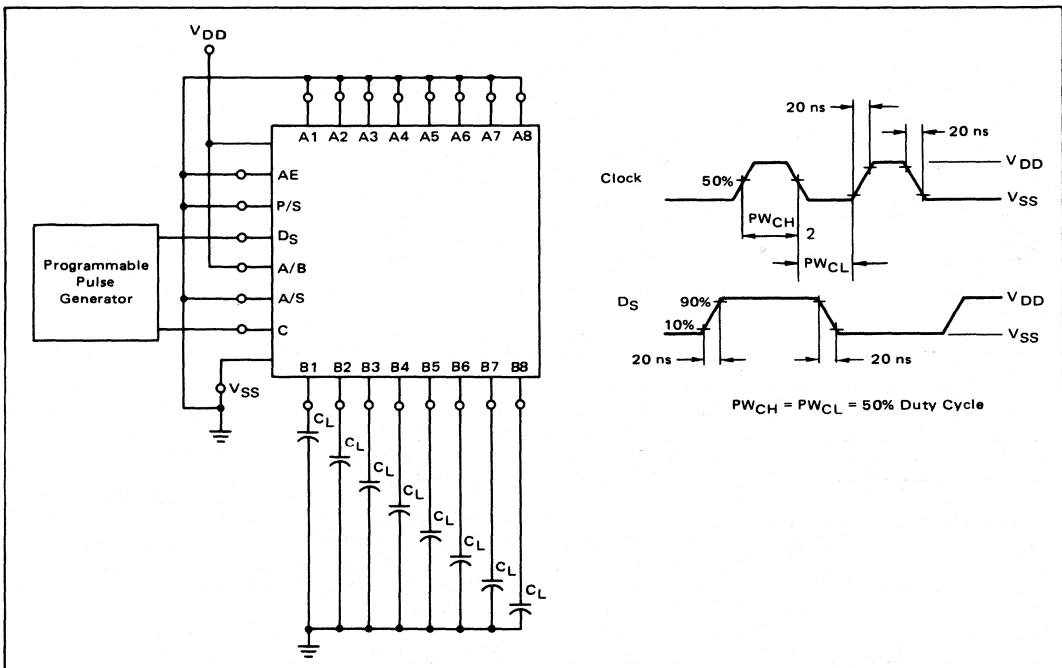 VDD
A1 A2 A3 A4 A5 A6 A7 A8
AE
P/S
DS
A/B
A/S
C
Programmable
Pulse
Generator
VSS
B1 B2 B3 B4 B5 B6 B7 B8
CL
CL
CL
CL
CL
CL
CL
CL
20 ns
20 ns
Clock
50%
VDD
VSS
PWCH
2
PWCL
DS
90%
10%
VDD
VSS
20 ns
20 ns
PWCH = PWCL = 50% Duty Cycle